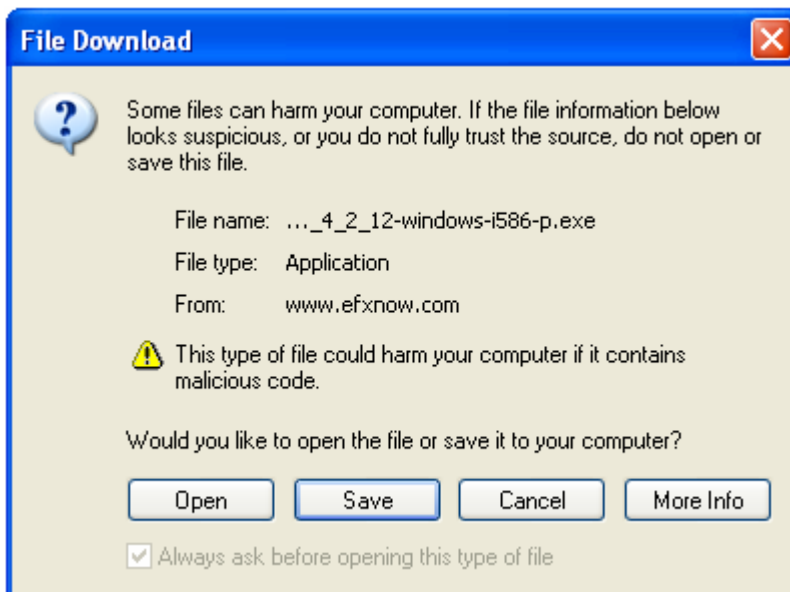 File Download
Some files can harm your computer. If the file information below
looks suspicious, or you do not fully trust the source, do not open or
save this file.
File name: ..._4_2_12-windows-i586-p.exe
File type: Application
From: www.efxnow.com
This type of file could harm your computer if it contains
malicious code.
Would you like to open the file or save it to your computer?
Open Save Cancel More Info
Always ask before opening this type of file